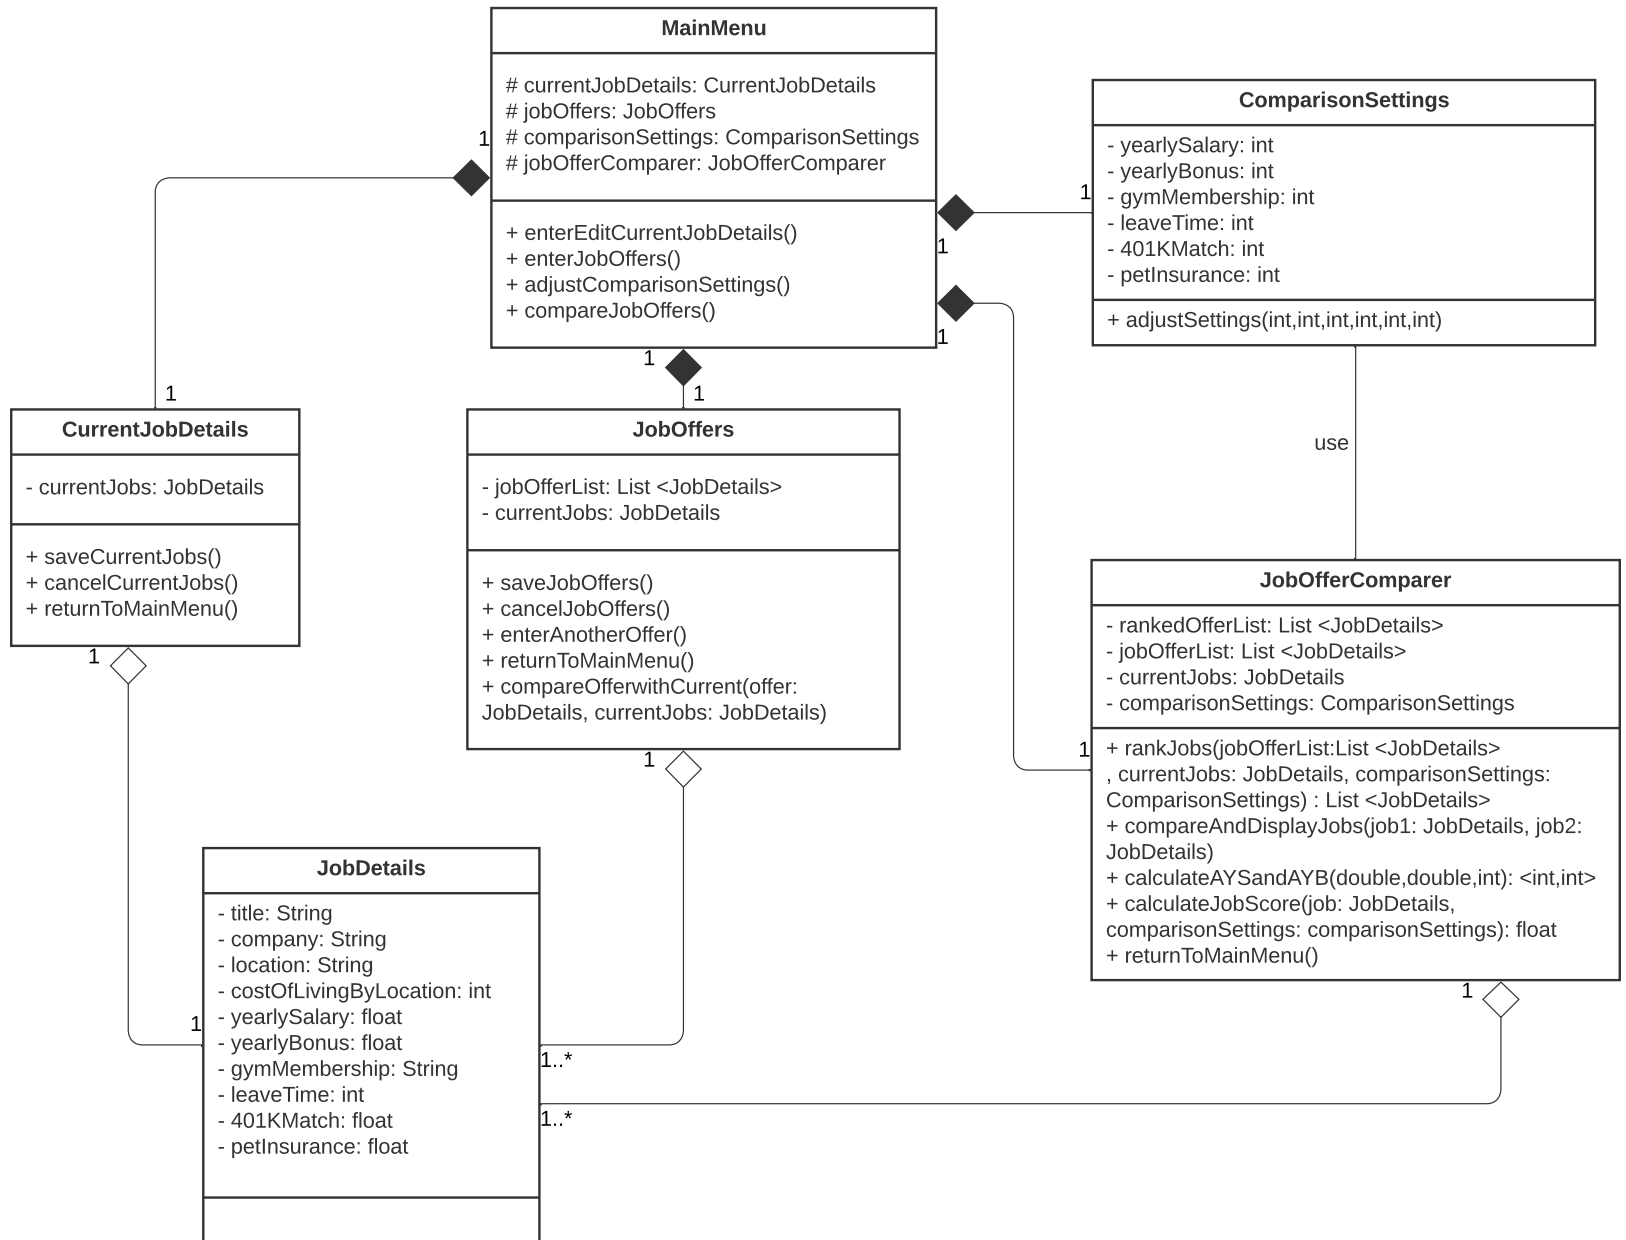 MainMenu
# currentJobDetails: CurrentJobDetails
# jobOffers: JobOffers
# comparisonSettings: ComparisonSettings
# jobOfferComparer: JobOfferComparer
+ enterEditCurrentJobDetails()
+ enterJobOffers()
+ adjustComparisonSettings()
+ compareJobOffers()
1
1
1
1
1
1
1
1
ComparisonSettings
- yearlySalary: int
- yearlyBonus: int
- gymMembership: int
- leaveTime: int
- 401KMatch: int
- petInsurance: int
+ adjustSettings(int,int,int,int,int,int)
use
CurrentJobDetails
- currentJobs: JobDetails
+ saveCurrentJobs()
+ cancelCurrentJobs()
+ returnToMainMenu()
1
1
JobOffers
- jobOfferList: List <JobDetails>
- currentJobs: JobDetails
+ saveJobOffers()
+ cancelJobOffers()
+ enterAnotherOffer()
+ returnToMainMenu()
+ compareOfferwithCurrent(offer:
JobDetails, currentJobs: JobDetails)
1
1..*
JobOfferComparer
- rankedOfferList: List <JobDetails>
- jobOfferList: List <JobDetails>
- currentJobs: JobDetails
- comparisonSettings: ComparisonSettings
+ rankJobs(jobOfferList:List <JobDetails>
, currentJobs: JobDetails, comparisonSettings:
ComparisonSettings) : List <JobDetails>
+ compareAndDisplayJobs(job1: JobDetails, job2:
JobDetails)
+ calculateAYSandAYB(double,double,int): <int,int>
+ calculateJobScore(job: JobDetails,
comparisonSettings: comparisonSettings): float
+ returnToMainMenu()
1
1..*
JobDetails
- title: String
- company: String
- location: String
- costOfLivingByLocation: int
- yearlySalary: float
- yearlyBonus: float
- gymMembership: String
- leaveTime: int
- 401KMatch: float
- petInsurance: float